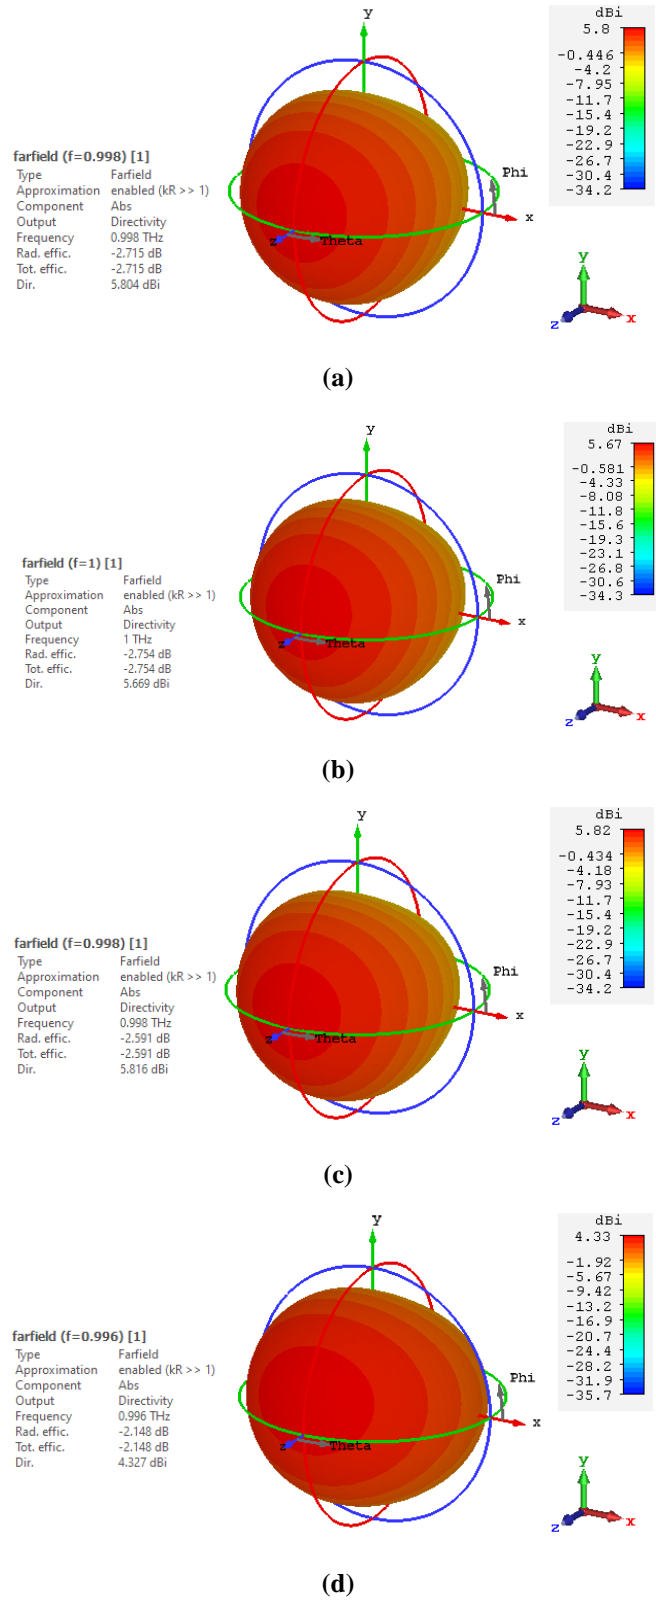 y
dBi
5.8
-0.446
-4.2
-7.95
-11.7
-15.4
-19.2
-22.9
-26.7
-30.4
-34.2
farfield (f=0.998) [1]
Type Farfield
Approximation enabled (kR >> 1)
Component Abs
Output Directivity
Frequency 0.998 THz
Rad. effic. -2.715 dB
Tot. effic. -2.715 dB
Dir. 5.804 dBi
Phi
x
z Theta
y
z x
(a)
y
dBi
5.67
-0.581
-4.33
-8.08
-11.8
-15.6
-19.3
-23.1
-26.8
-30.6
-34.3
farfield (f=1) [1]
Type Farfield
Approximation enabled (kR >> 1)
Component Abs
Output Directivity
Frequency 1 THz
Rad. effic. -2.754 dB
Tot. effic. -2.754 dB
Dir. 5.669 dBi
Phi
x
z Theta
y
z x
(b)
y
dBi
5.82
-0.434
-4.18
-7.93
-11.7
-15.4
-19.2
-22.9
-26.7
-30.4
-34.2
farfield (f=0.998) [1]
Type Farfield
Approximation enabled (kR >> 1)
Component Abs
Output Directivity
Frequency 0.998 THz
Rad. effic. -2.591 dB
Tot. effic. -2.591 dB
Dir. 5.816 dBi
Phi
x
z Theta
y
z x
(c)
y
dBi
4.33
-1.92
-5.67
-9.42
-13.2
-16.9
-20.7
-24.4
-28.2
-31.9
-35.7
farfield (f=0.996) [1]
Type Farfield
Approximation enabled (kR >> 1)
Component Abs
Output Directivity
Frequency 0.996 THz
Rad. effic. -2.148 dB
Tot. effic. -2.148 dB
Dir. 4.327 dBi
Phi
x
z Theta
y
z x
(d)